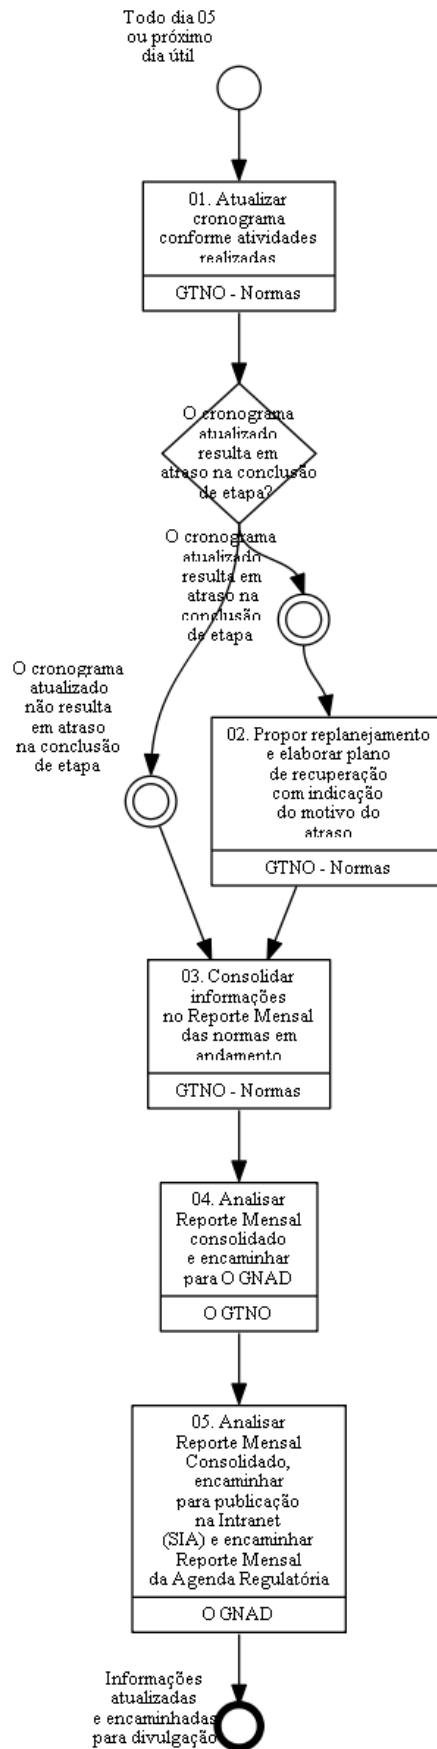 Todo dia 05
ou próximo
dia útil
01. Atualizar
cronograma
conforme atividades
realizadas
GTNO - Normas
O cronograma
atualizado
resulta em
atraso na conclusão
de etapa?
O cronograma
atualizado
resulta em
atraso na
conclusão
de etapa
O cronograma
atualizado
não resulta
em atraso
na conclusão
de etapa
02. Propor replanejamento
e elaborar plano
de recuperação
com indicação
do motivo do
atraso
GTNO - Normas
03. Consolidar
informações
no Reporte Mensal
das normas em
andamento
GTNO - Normas
04. Analisar
Reporte Mensal
consolidado
e encaminhar
para O GNAD
O GTNO
05. Analisar
Reporte Mensal
Consolidado,
encaminhar
para publicação
na Intranet
(SIA) e encaminhar
Reporte Mensal
da Agenda Regulatória
O GNAD
Informações
atualizadas
e encaminhadas
para divulgação